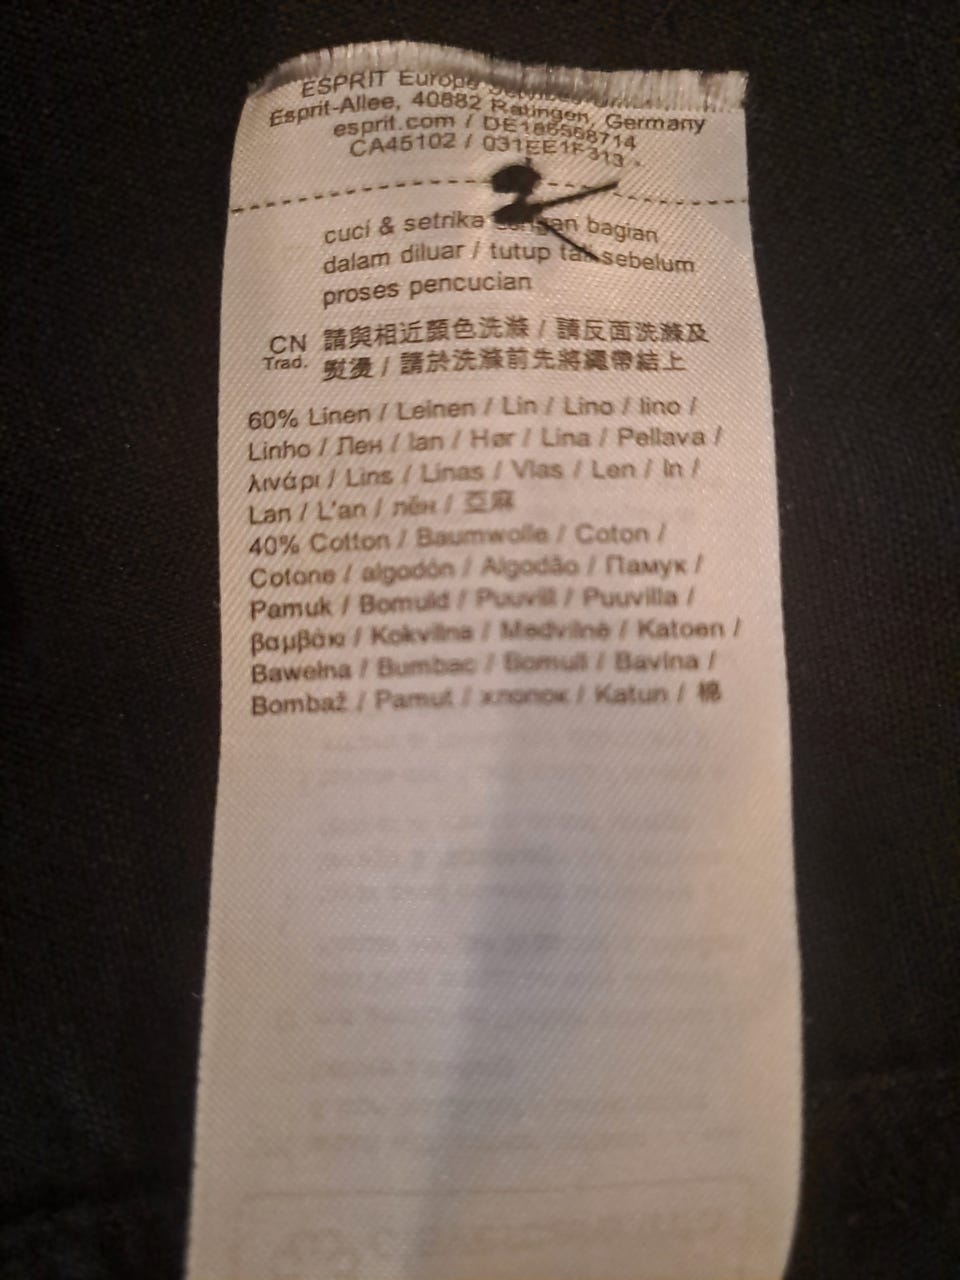 ESPRIT Europe
Esprit-Allee, 40882 Ratingen, Germany
esprit.com / DE186568714
CA45102 / 031EE1F313
cuci & setrika dengan bagian
dalam diluar / tutup tali sebelum
proses pencucian
CN 請與相近顏色洗滌 / 請反面洗滌及
Trad. 熨燙 / 請於洗滌前先將繩帶結上
60% Linen / Leinen / Lin / Lino / lino /
Linho / Лен / lan / Hør / Lina / Pellava /
λινάρι / Lins / Linas / Vlas / Len / In /
Lan / L'an / лён / 亞麻
40% Cotton / Baumwolle / Coton /
Cotone / algodón / Algodão / Памук /
Pamuk / Bomuld / Puuvill / Puuvilla /
βαμβάκι / Kokvilna / Medvilnė / Katoen /
Bawełna / Bumbac / Bomull / Bavlna /
Bombaž / Pamut / хлопок / Katun / 棉